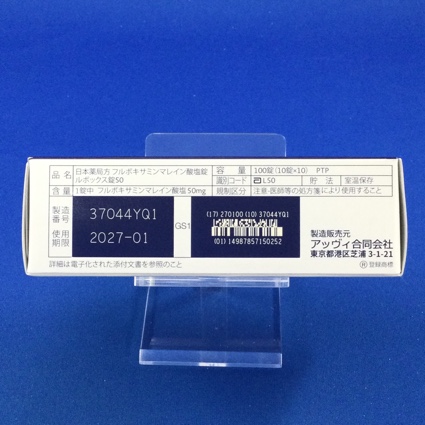 品名 日本薬局方 フルボキサミンマレイン酸塩錠 ルボックス錠50 容量 100錠(10錠×10) PTP
識別コード LS0 貯法 室温保存
含量 1錠中 フルボキサミンマレイン酸塩 50mg 規制区分 注意-医師等の処方箋により使用すること
製造番号 37044YQ1
使用期限 2027-01
GS1
(17) 270100 (10) 37044YQ1
(01) 14987857150252
製造販売元
アッヴィ合同会社
東京都港区芝浦 3-1-21
詳細は電子化された添付文書を参照のこと
Ⓡ登録商標